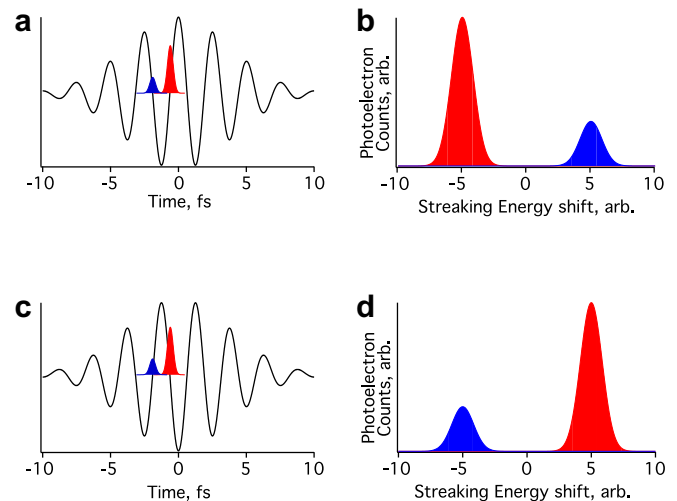 a
-10 -5 0 5 10
Time, fs
b
Photoelectron
Counts, arb.
-10 -5 0 5 10
Streaking Energy shift, arb.
c
-10 -5 0 5 10
Time, fs
d
Photoelectron
Counts, arb.
-10 -5 0 5 10
Streaking Energy shift, arb.